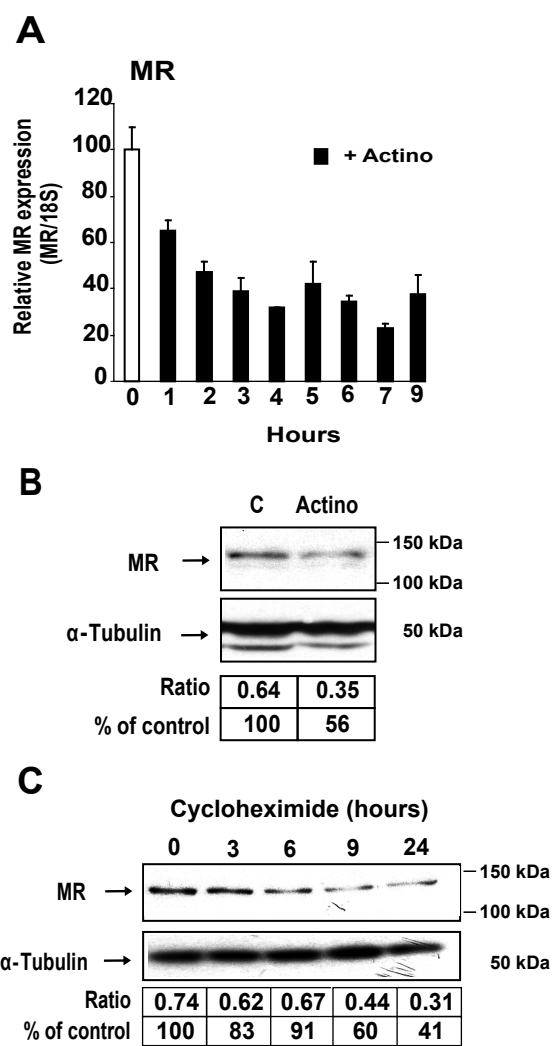 A
MR
Relative MR expression
(MR/18S)
120
100
80
60
40
20
0
+ Actino
0 1 2 3 4 5 6 7 9
Hours
B
C Actino
MR
150 kDa
100 kDa
α-Tubulin
50 kDa
Ratio 0.64 0.35
% of control 100 56
C
Cycloheximide (hours)
0 3 6 9 24
MR
150 kDa
100 kDa
α-Tubulin
50 kDa
Ratio 0.74 0.62 0.67 0.44 0.31
% of control 100 83 91 60 41